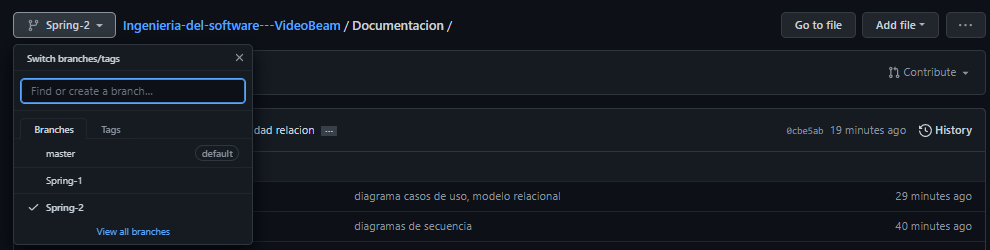 Spring-2 Ingenieria-del-software---VideoBeam / Documentacion / Go to file Add file ...
Switch branches/tags
Find or create a branch...
Contribute
Branches Tags
dad relacion ... 0cbe5ab 19 minutes ago History
master default
Spring-1
diagrama casos de uso, modelo relacional 29 minutes ago
Spring-2
diagramas de secuencia 40 minutes ago
View all branches